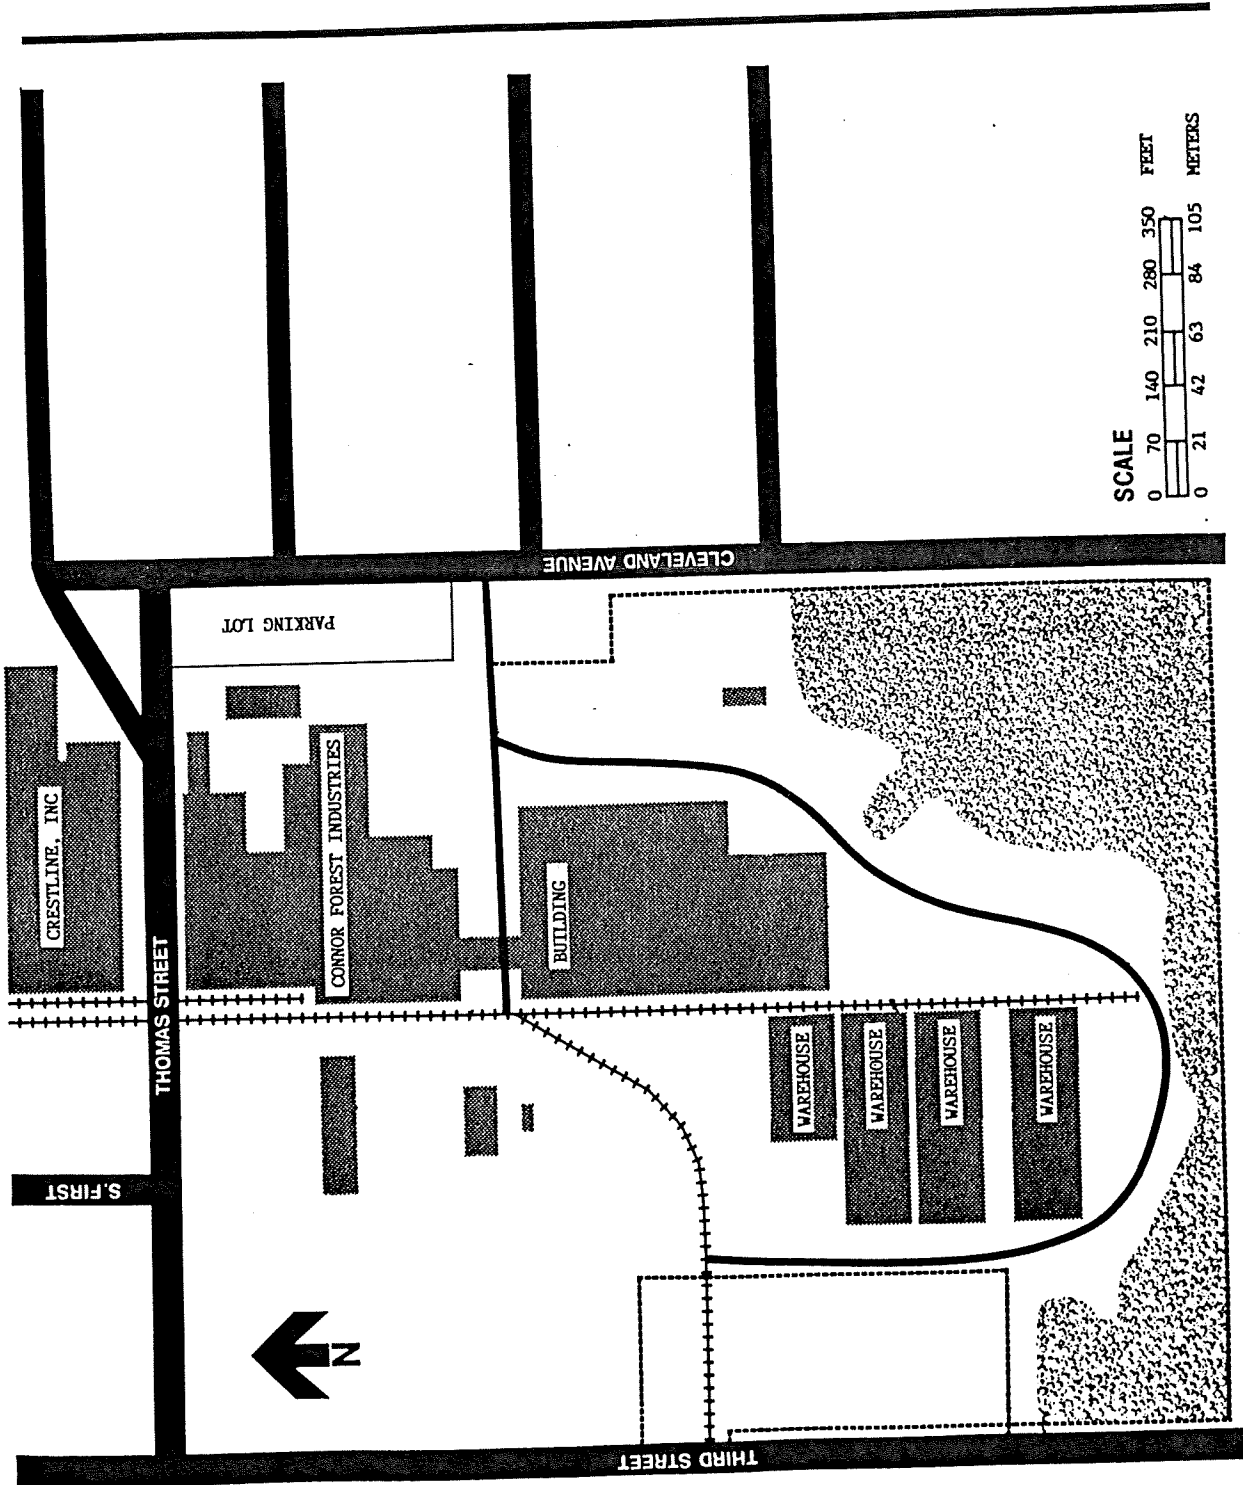 CRESTLINE, INC
THOMAS STREET
S.FIRST
CONNOR FOREST INDUSTRIES
PARKING LOT
CLEVELAND AVENUE
BUILDING
WAREHOUSE
WAREHOUSE
WAREHOUSE
WAREHOUSE
N
THIRD STREET
SCALE
0 70 140 210 280 350 FEET
0 21 42 63 84 105 METERS